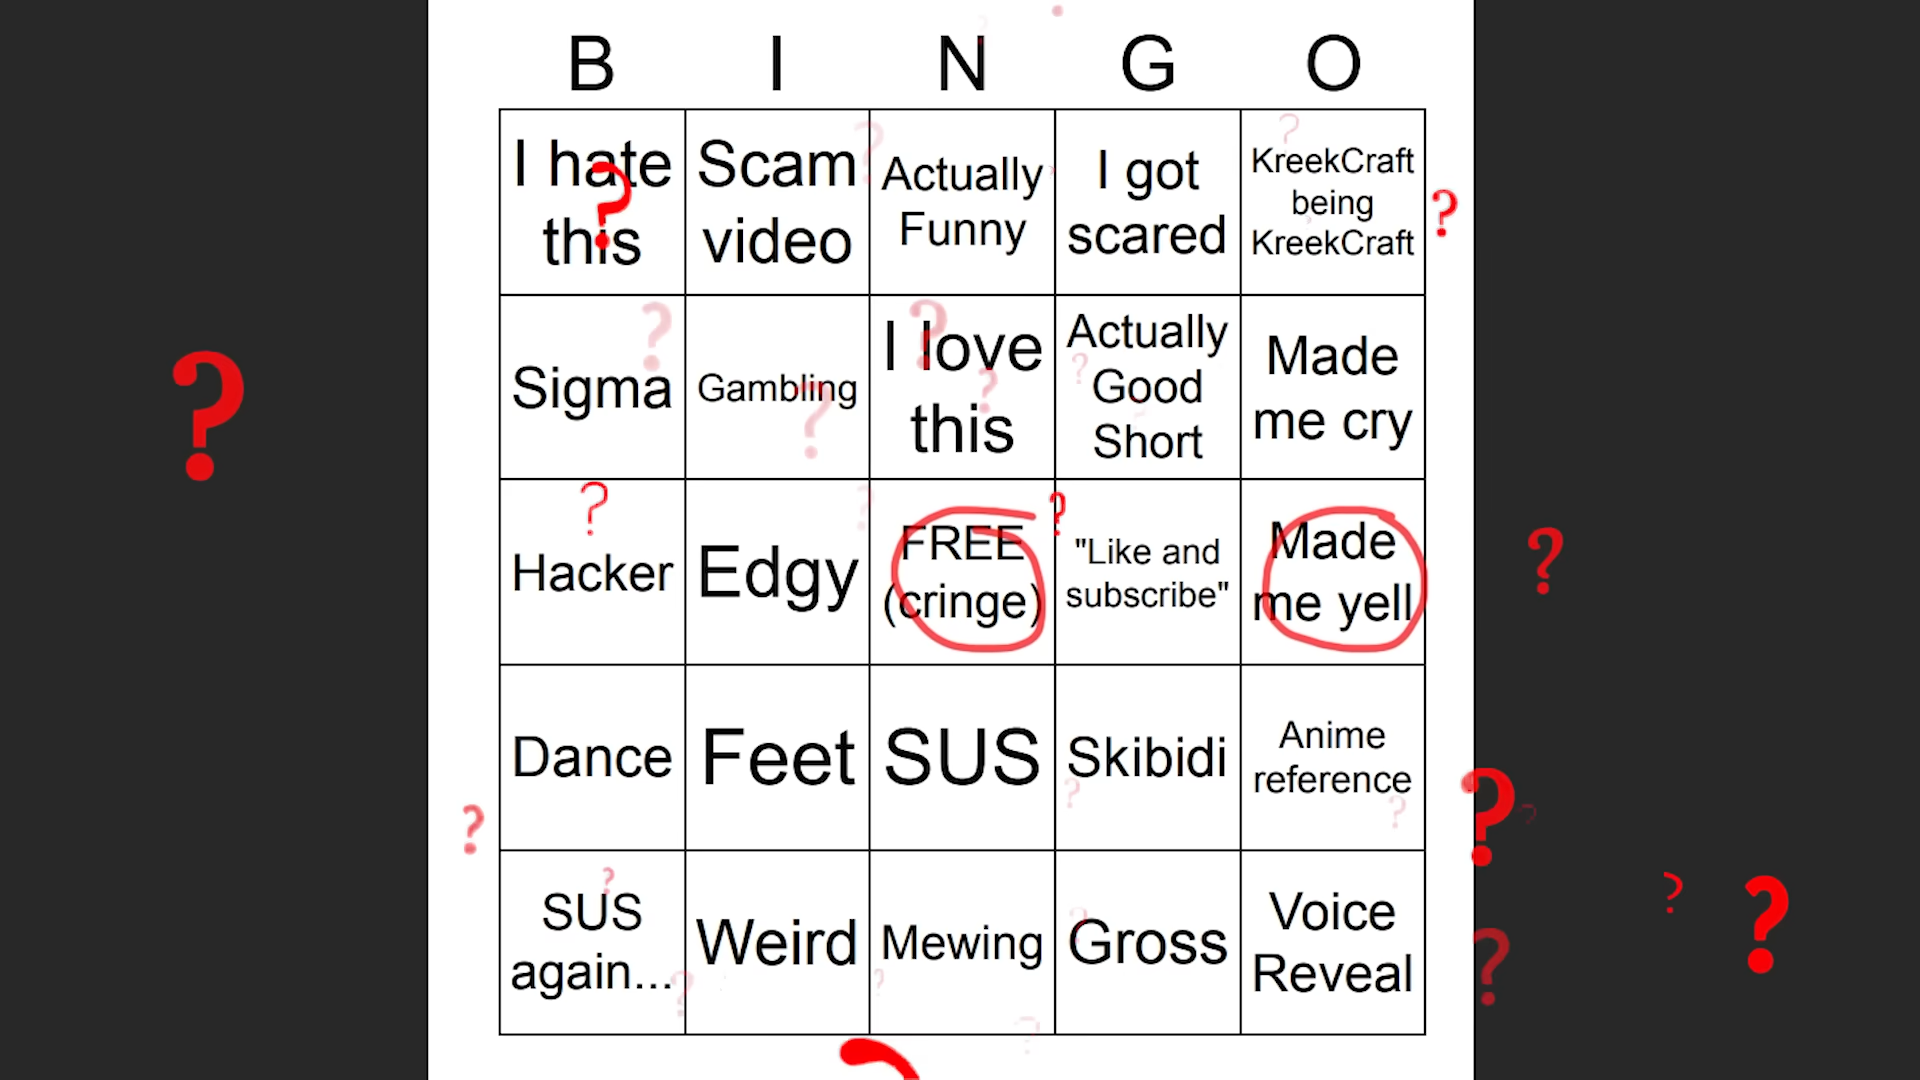 B I N G O
I hate
this
Scam
video
Actually
Funny
I got
scared
KreekCraft
being
KreekCraft
Sigma
Gambling
I love
this
Actually
Good
Short
Made
me cry
Hacker
Edgy
FREE
(cringe)
"Like and
subscribe"
Made
me yell
Dance
Feet
SUS
Skibidi
Anime
reference
SUS
again...
Weird
Mewing
Gross
Voice
Reveal